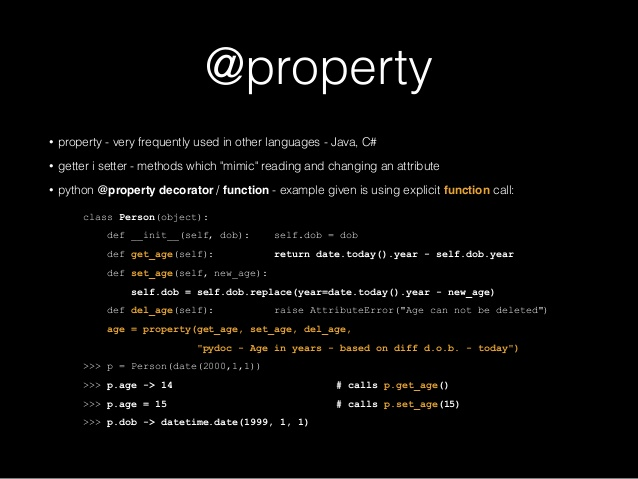 @property
• property - very frequently used in other languages - Java, C#
• getter i setter - methods which "mimic" reading and changing an attribute
• python @property decorator / function - example given is using explicit function call:
class Person(object):
    def __init__(self, dob):    self.dob = dob
    def get_age(self):          return date.today().year - self.dob.year
    def set_age(self, new_age):
        self.dob = self.dob.replace(year=date.today().year - new_age)
    def del_age(self):          raise AttributeError("Age can not be deleted")
    age = property(get_age, set_age, del_age,
                   "pydoc - Age in years - based on diff d.o.b. - today")
>>> p = Person(date(2000,1,1))
>>> p.age -> 14                           # calls p.get_age()
>>> p.age = 15                            # calls p.set_age(15)
>>> p.dob -> datetime.date(1999, 1, 1)